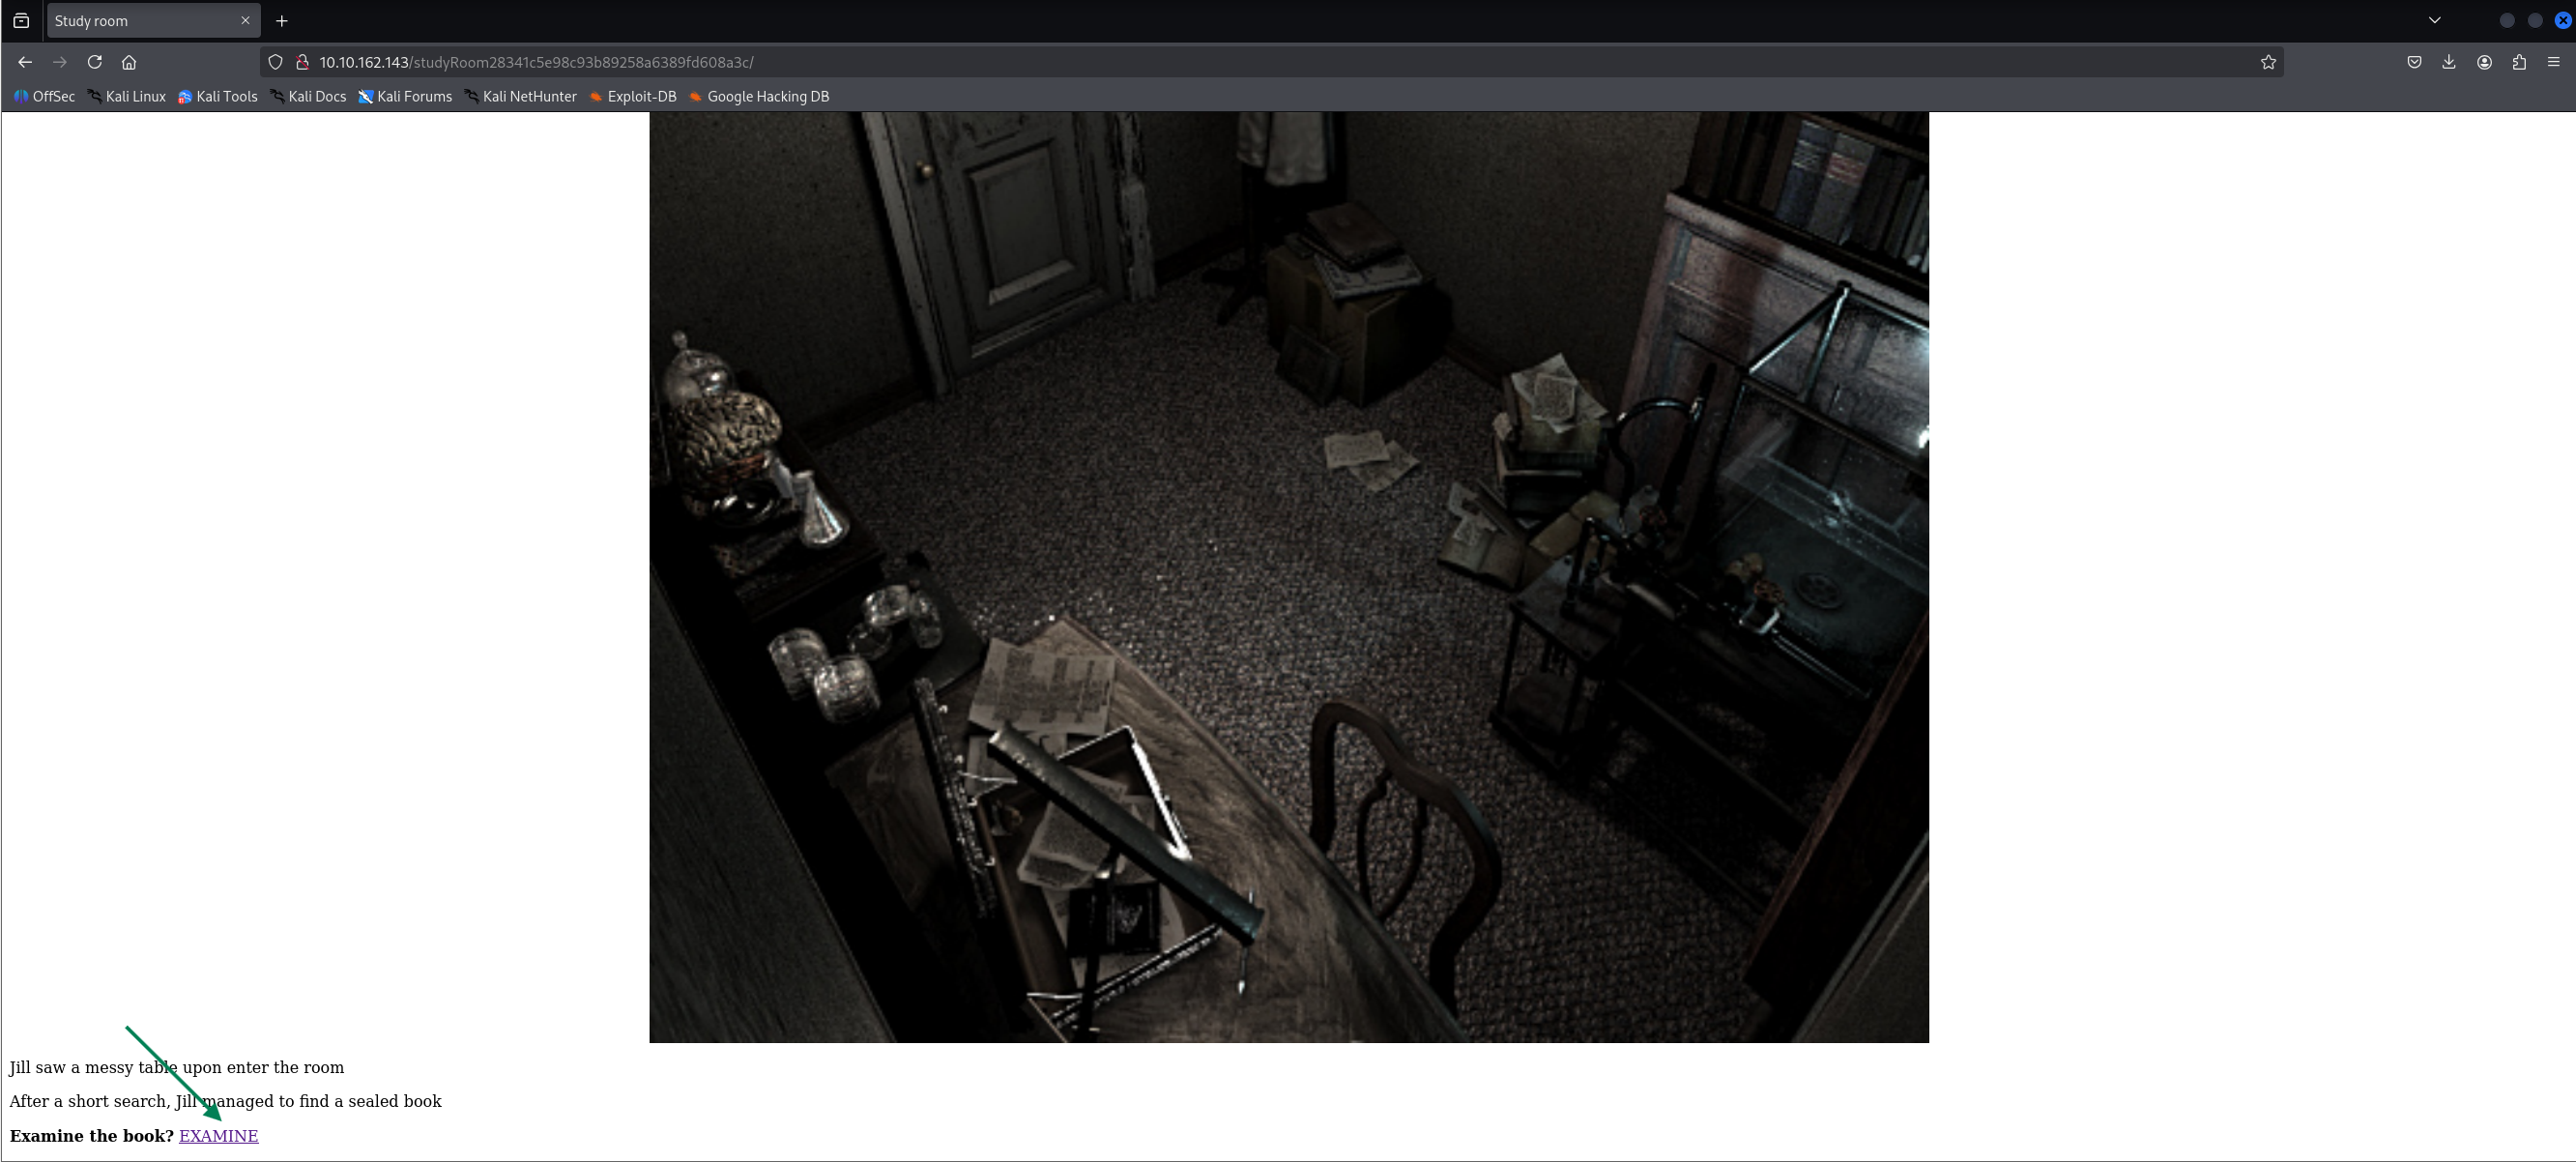 Study room
10.10.162.143/studyRoom28341c5e98c93b89258a6389fd608a3c/
OffSec Kali Linux Kali Tools Kali Docs Kali Forums Kali NetHunter Exploit-DB Google Hacking DB
Jill saw a messy table upon enter the room
After a short search, Jill managed to find a sealed book
Examine the book? EXAMINE